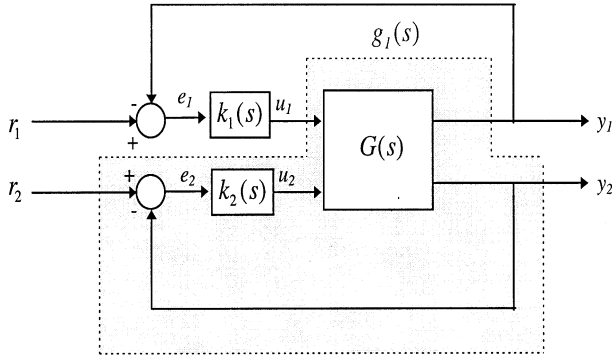 g₁(s)
- e₁ k₁(s) u₁
r₁ + G(s) y₁
r₂ + e₂ k₂(s) u₂ y₂
-